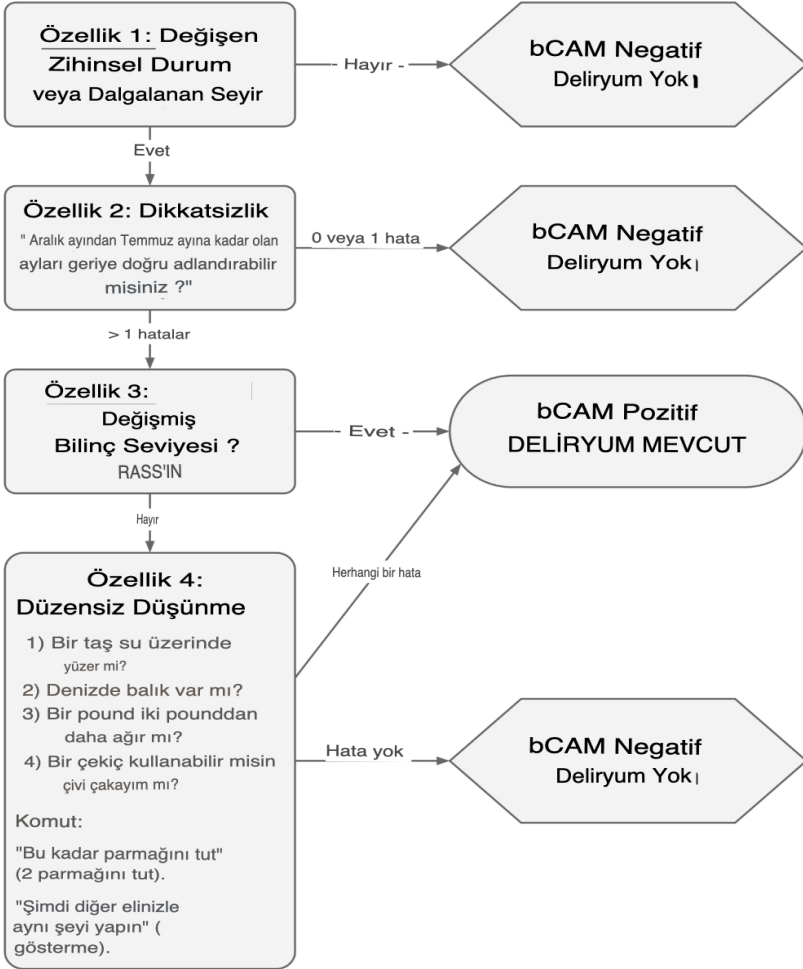 Özellik 1: Değişen
Zihinsel Durum
veya Dalgalanan Seyir
- Hayır -
bCAM Negatif
Deliryum Yok
Evet
Özellik 2: Dikkatsizlik
" Aralık ayından Temmuz ayına kadar olan
ayları geriye doğru adlandırabilir
misiniz ?"
0 veya 1 hata
bCAM Negatif
Deliryum Yok
> 1 hatalar
Özellik 3:
Değişmiş
Bilinç Seviyesi ?
RASS'IN
- Evet -
bCAM Pozitif
DELİRYUM MEVCUT
Hayır
Herhangi bir hata
Özellik 4:
Düzensiz Düşünme
1) Bir taş su üzerinde
yüzer mi?
2) Denizde balık var mı?
3) Bir pound iki pounddan
daha ağır mı?
4) Bir çekiç kullanabilir misin
çivi çakayım mı?
Komut:
"Bu kadar parmağını tut"
(2 parmağını tut).
"Şimdi diğer elinizle
aynı şeyi yapın" (
gösterme).
Hata yok
bCAM Negatif
Deliryum Yok